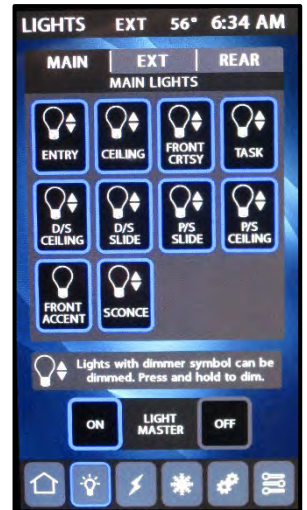 LIGHTS EXT 56° 6:34 AM
MAIN EXT REAR
MAIN LIGHTS
ENTRY CEILING FRONT CRTSY TASK
D/S CEILING D/S SLIDE P/S SLIDE P/S CEILING
FRONT ACCENT SCONCE
Lights with dimmer symbol can be
dimmed. Press and hold to dim.
ON LIGHT MASTER OFF